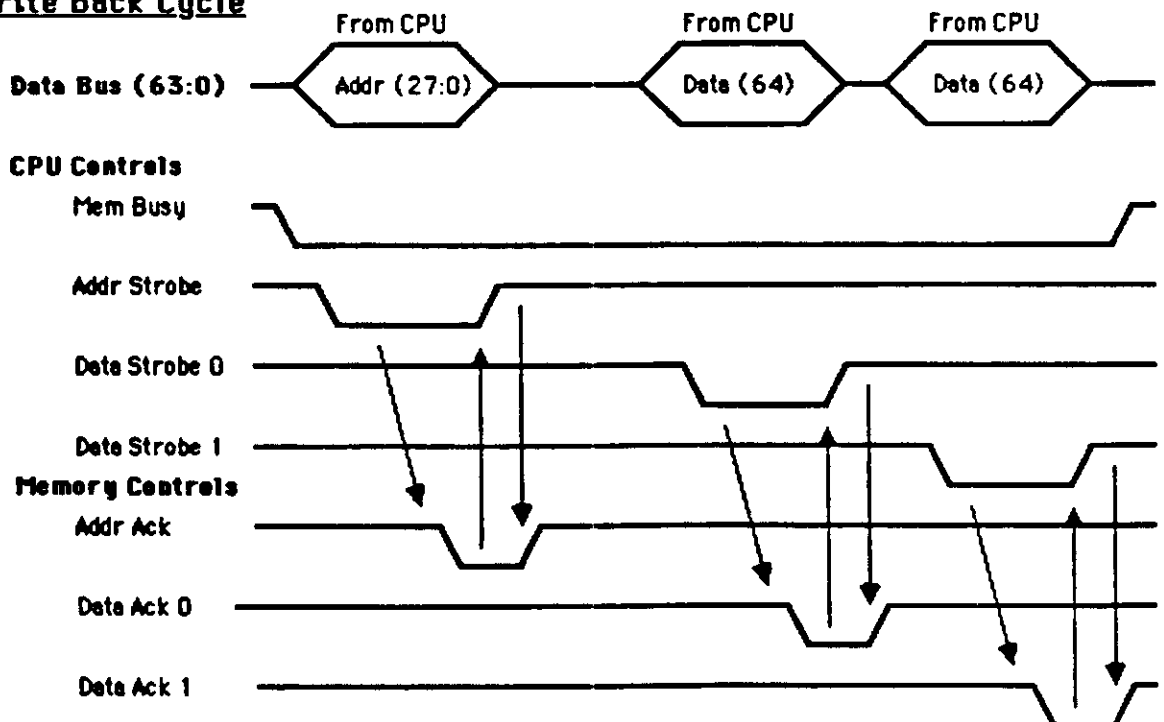 rite Back Cycle
From CPU From CPU From CPU
Data Bus (63:0) Addr (27:0) Data (64) Data (64)
CPU Controls
Mem Busy
Addr Strobe
Data Strobe 0
Data Strobe 1
Memory Controls
Addr Ack
Data Ack 0
Data Ack 1